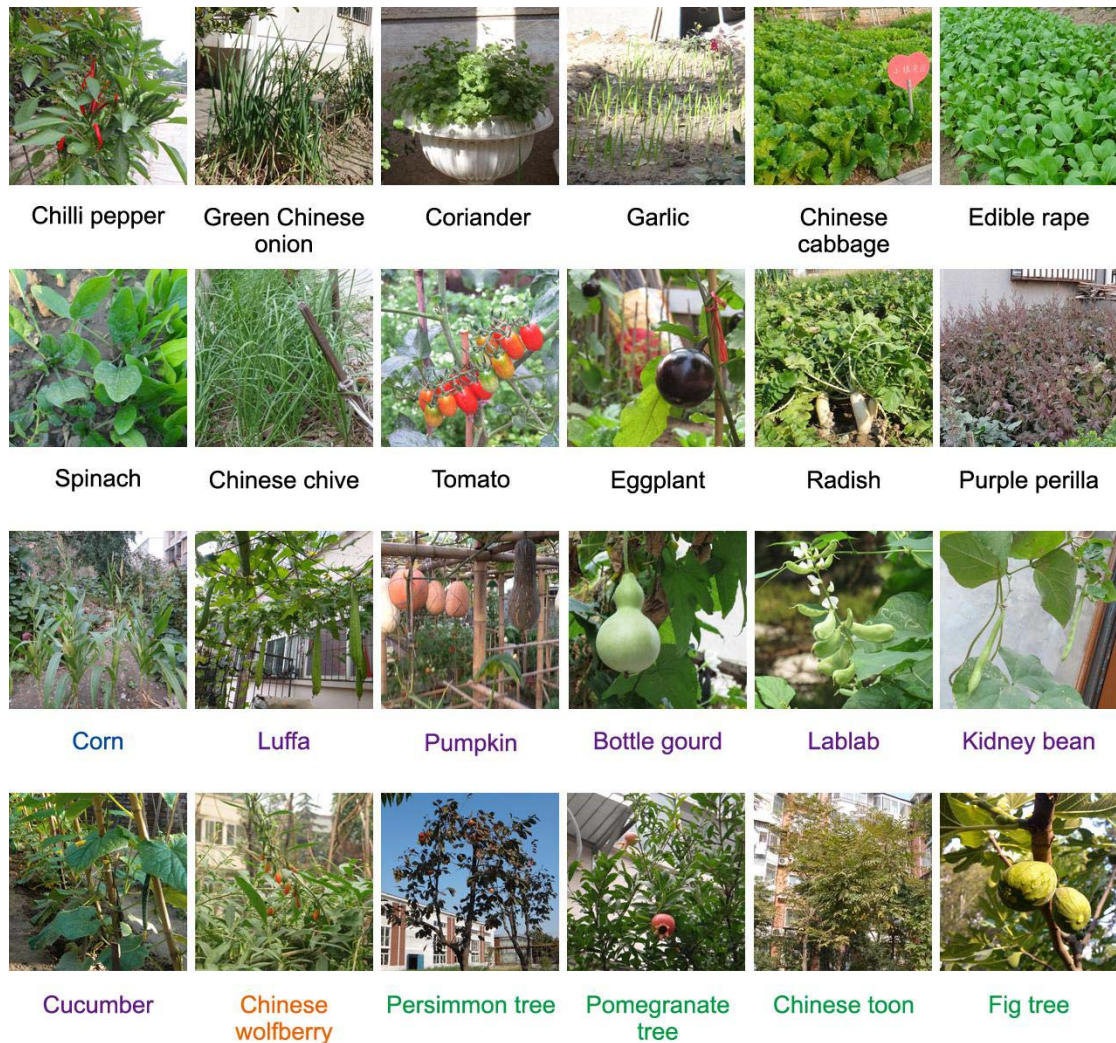 Chilli pepper
Green Chinese
onion
Coriander
Garlic
Chinese
cabbage
Edible rape
Spinach
Chinese chive
Tomato
Eggplant
Radish
Purple perilla
Corn
Luffa
Pumpkin
Bottle gourd
Lablab
Kidney bean
Cucumber
Chinese
wolfberry
Persimmon tree
Pomegranate
tree
Chinese toon
Fig tree